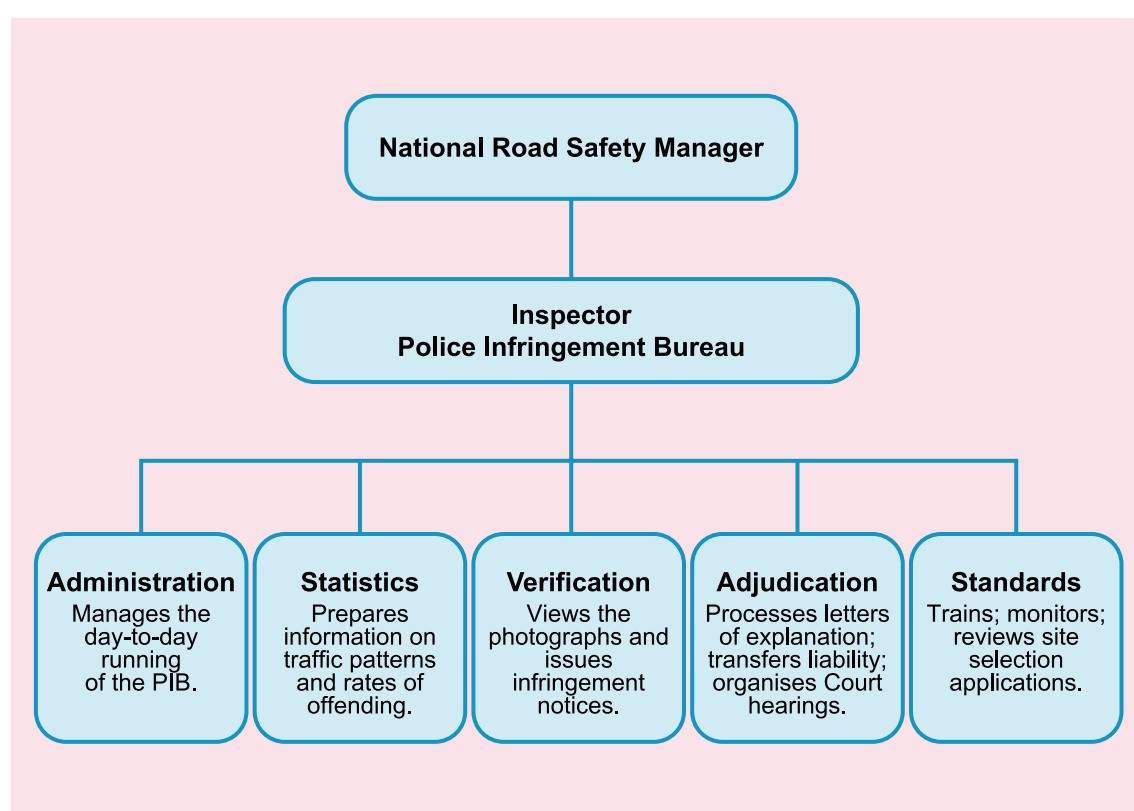 National Road Safety Manager
Inspector
Police Infringement Bureau
Administration
Manages the
day-to-day
running
of the PIB.
Statistics
Prepares
information on
traffic patterns
and rates of
offending.
Verification
Views the
photographs and
issues
infringement
notices.
Adjudication
Processes letters
of explanation;
transfers liability;
organises Court
hearings.
Standards
Trains; monitors;
reviews site
selection
applications.